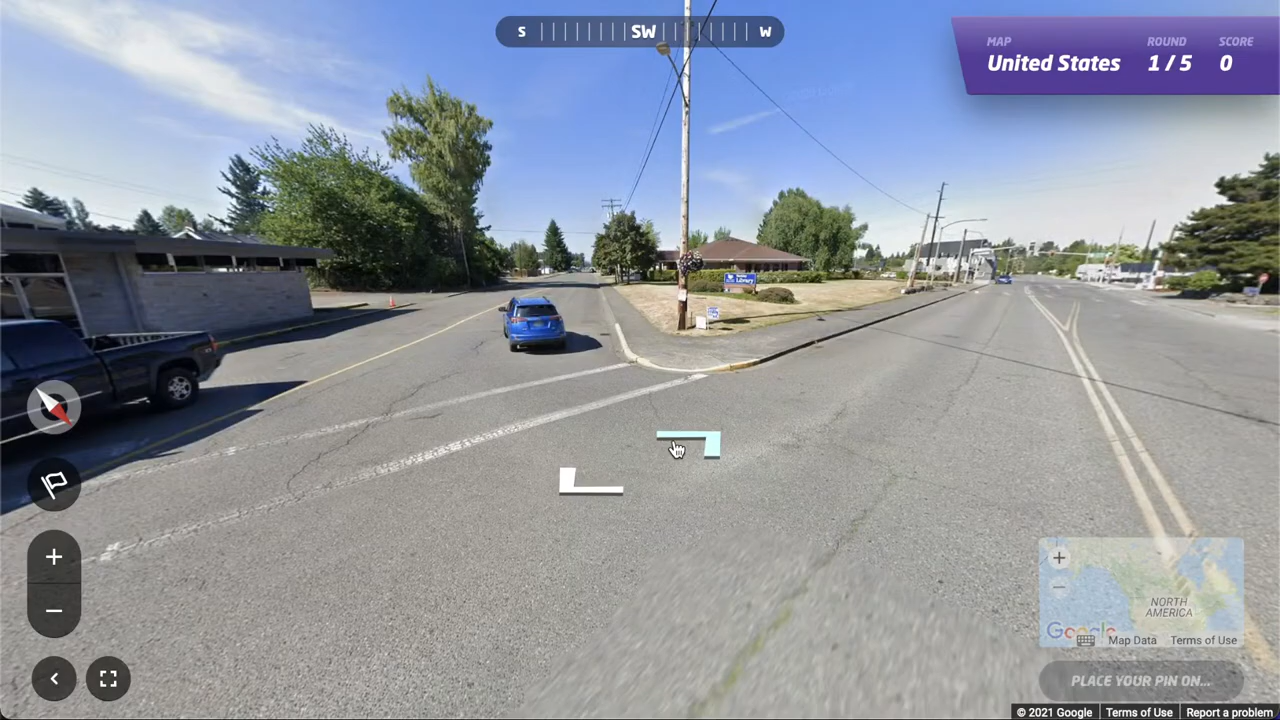 S
SW
W
MAP
United States
ROUND
1 / 5
SCORE
0
Library
NORTH
AMERICA
Google
Map Data
Terms of Use
PLACE YOUR PIN ON...
© 2021 Google
Terms of Use
Report a problem